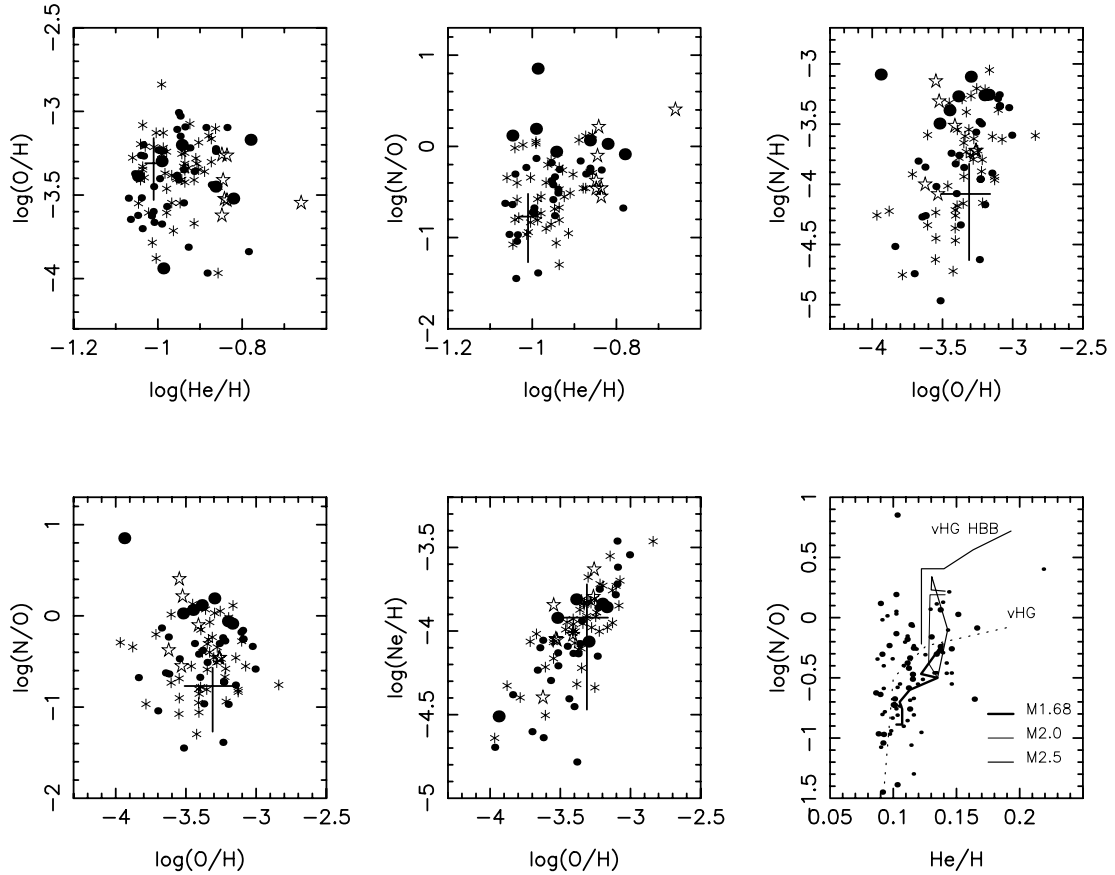 −2.5
−3
−3.5
−4
log(O/H)
−1.2 −1 −0.8
log(He/H)
1
0
−1
−2
log(N/O)
−1.2 −1 −0.8
log(He/H)
−3
−3.5
−4
−4.5
−5
log(N/H)
−4 −3.5 −3 −2.5
log(O/H)
1
0
−1
−2
log(N/O)
−4 −3.5 −3 −2.5
log(O/H)
−3.5
−4
−4.5
−5
log(Ne/H)
−4 −3.5 −3 −2.5
log(O/H)
1
0.5
0
−0.5
−1
−1.5
log(N/O)
vHG HBB
vHG
M1.68
M2.0
M2.5
0.05 0.1 0.15 0.2
He/H